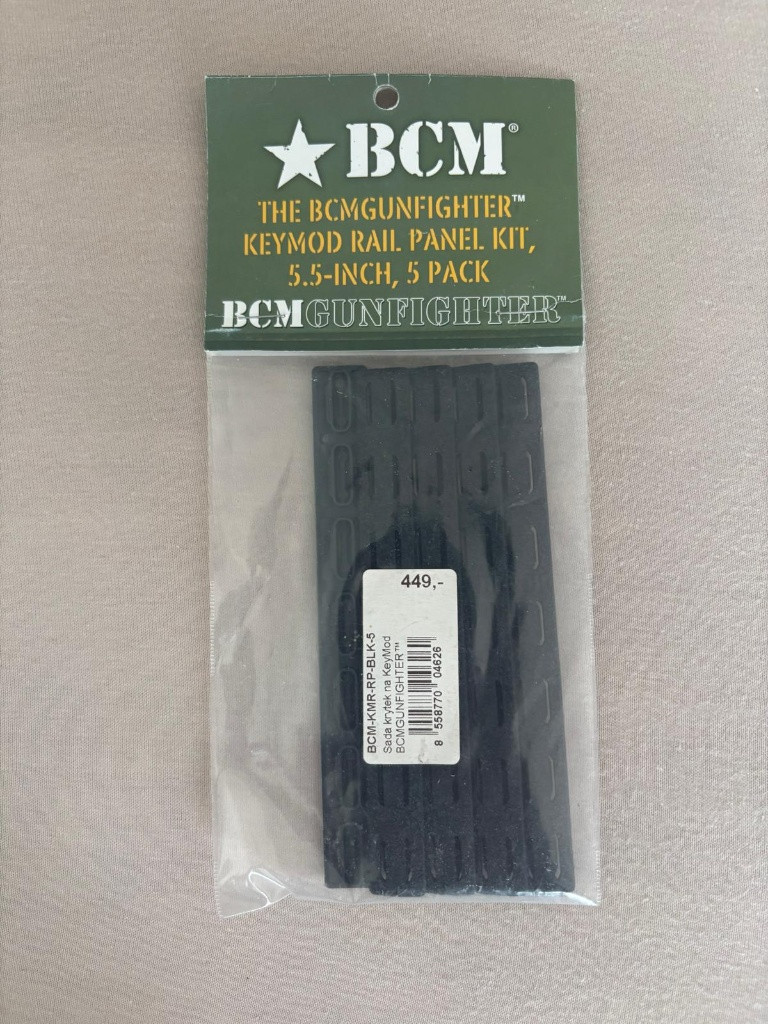 BCM®
THE BCMGUNFIGHTER™
KEYMOD RAIL PANEL KIT,
5.5-INCH, 5 PACK
BCMGUNFIGHTER™
449,-
BCM-KMR-RP-BLK-5
Sada krytek na KeyMod
BCMGUNFIGHTER™
8 558770 04626